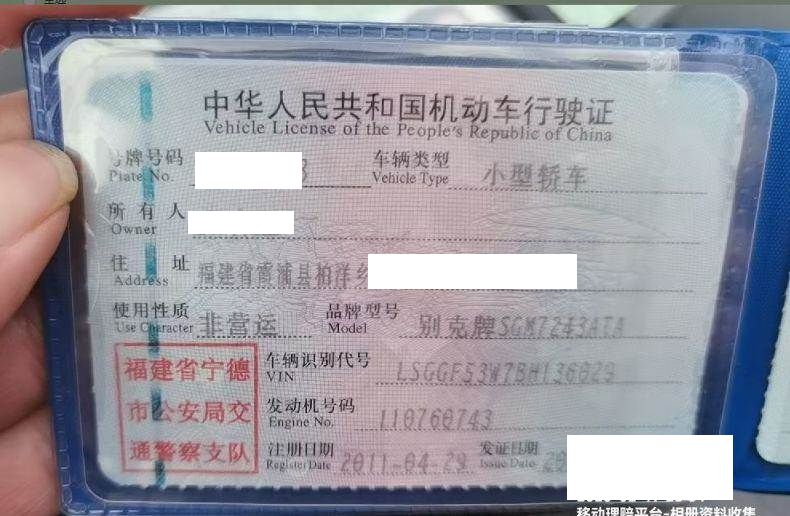 中华人民共和国机动车行驶证
Vehicle License of the People's Republic of China
号牌号码 车辆类型 小型轿车
Plate No. Vehicle Type
所有人
Owner
住址 福建省霞浦县柏洋乡
Address
使用性质 非营运 品牌型号 别克牌SGM7243ATA
Use Character Model
福建省宁德
市公安局交
通警察支队
车辆识别代号 LSGGF53W7BH136029
VIN
发动机号码 110760743
Engine No.
注册日期 2011-04-29 发证日期 20
Register Date Issue Date
移动理赔平台-相册资料收集